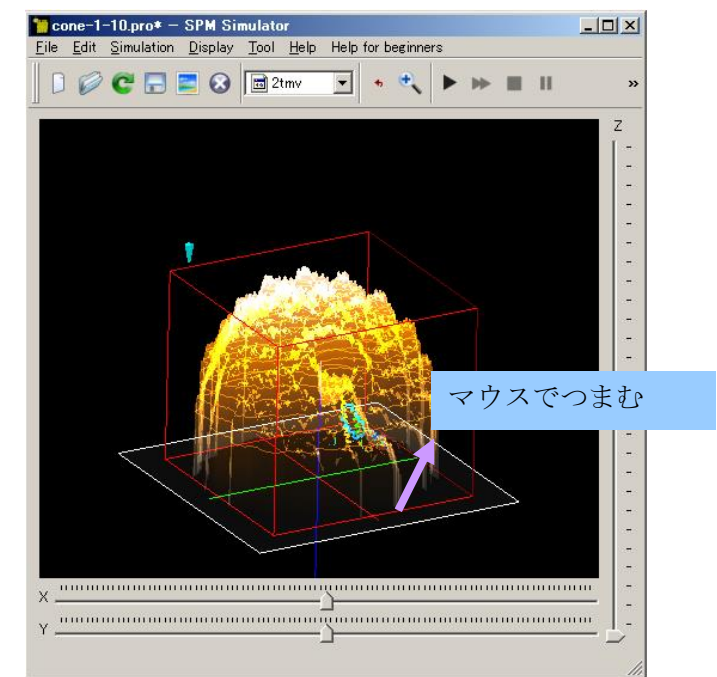 cone-1-10.pro* — SPM Simulator
File Edit Simulation Display Tool Help Help for beginners
2tmv »
Z
マウスでつまむ
X
Y